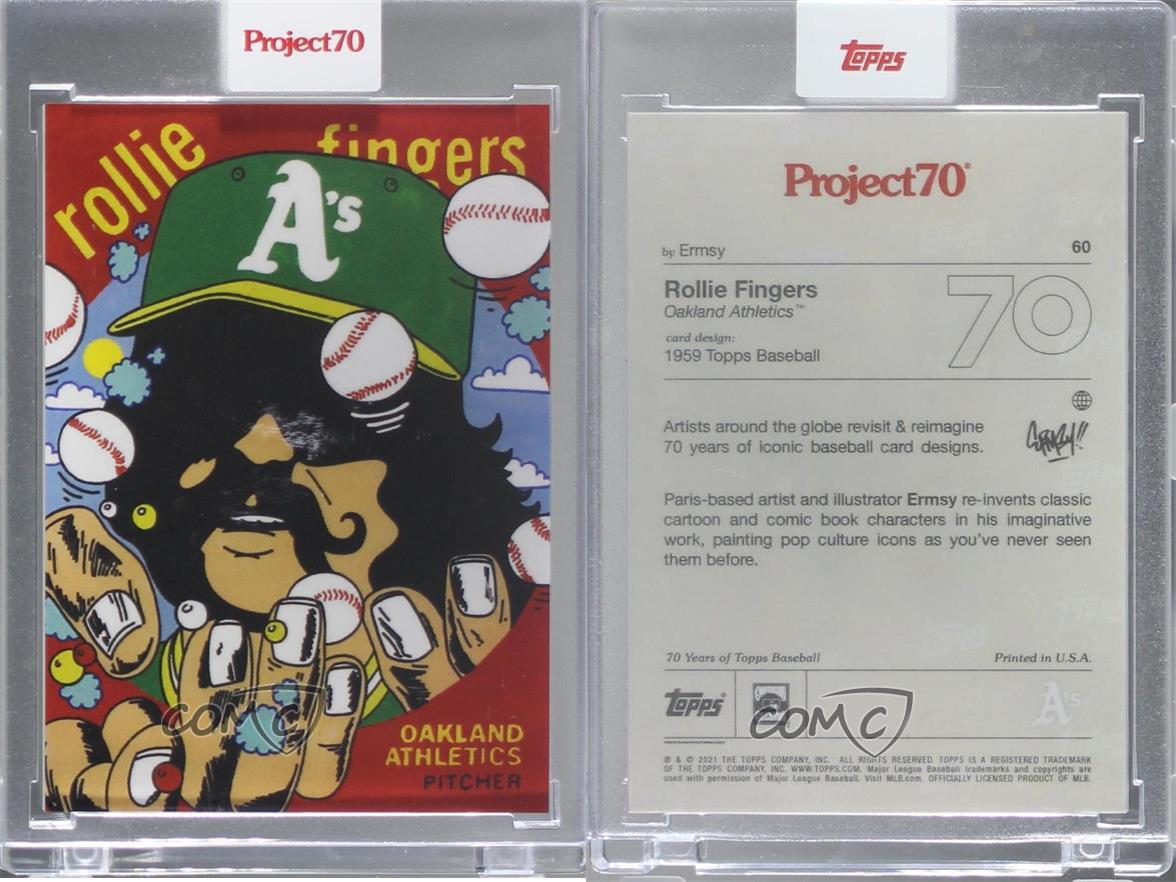 Project70
rollie fingers
A's
OAKLAND
ATHLETICS
PITCHER
COMC
Topps
Project70®
by Ermsy
60
Rollie Fingers
Oakland Athletics™
card design:
1959 Topps Baseball
70
Artists around the globe revisit & reimagine
70 years of iconic baseball card designs.
Ermsy!!
Paris-based artist and illustrator Ermsy re-invents classic
cartoon and comic book characters in his imaginative
work, painting pop culture icons as you've never seen
them before.
70 Years of Topps Baseball
Printed in U.S.A.
Topps
A's
COMC
® & © 2021 THE TOPPS COMPANY, INC. ALL RIGHTS RESERVED. TOPPS IS A REGISTERED TRADEMARK
OF THE TOPPS COMPANY, INC. WWW.TOPPS.COM. Major League Baseball trademarks and copyrights are
used with permission of Major League Baseball. Visit MLB.com. OFFICIALLY LICENSED PRODUCT OF MLB.